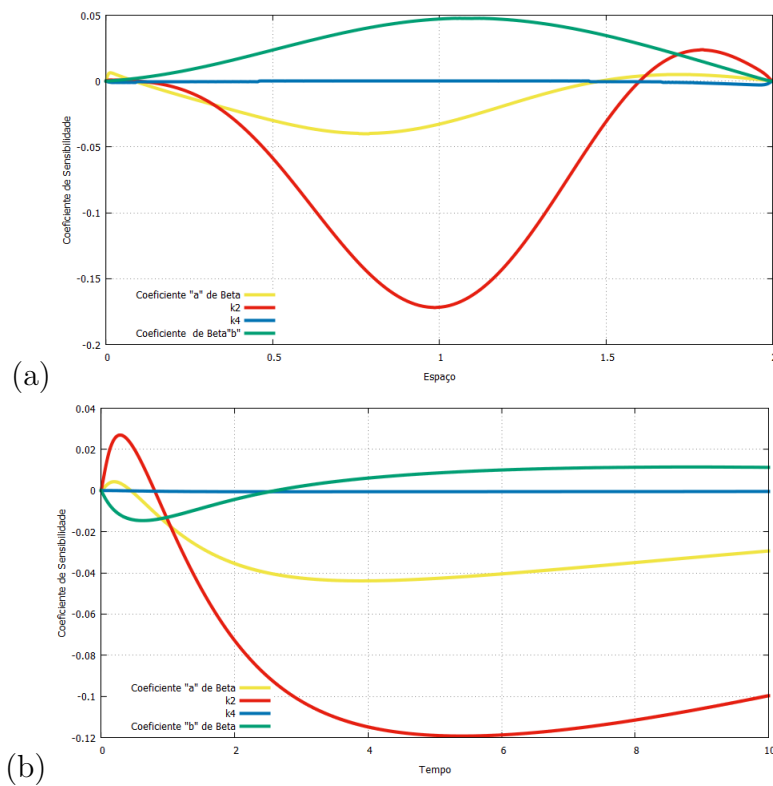 0.05
0
-0.05
-0.1
-0.15
-0.2
Coeficiente de Sensibilidade
Coeficiente "a" de Beta
k2
k4
Coeficiente de Beta"b"
0 0.5 1 1.5 2
Espaço
(a)
0.04
0.02
0
-0.02
-0.04
-0.06
-0.08
-0.1
-0.12
Coeficiente de Sensibilidade
Coeficiente "a" de Beta
k2
k4
Coeficiente "b" de Beta
0 2 4 6 8 10
Tempo
(b)